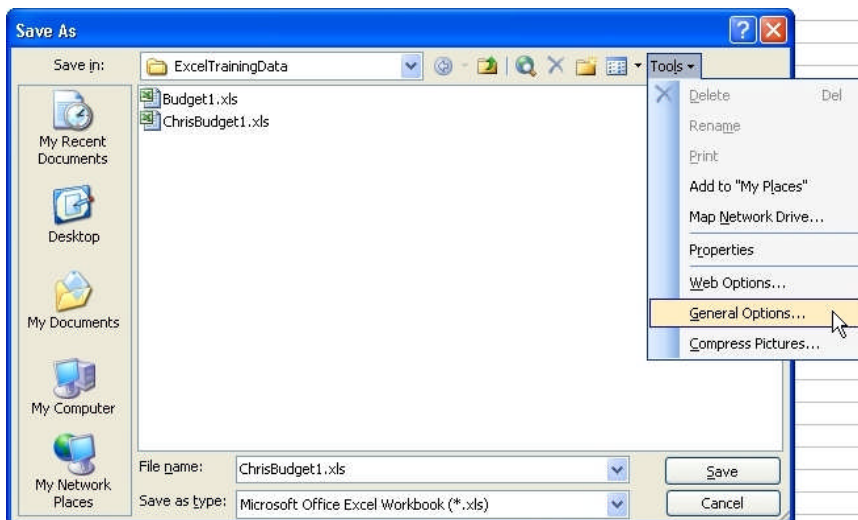 Save As
Save in:
ExcelTrainingData
Tools
Budget1.xls
ChrisBudget1.xls
My Recent
Documents
Desktop
My Documents
My Computer
My Network
Places
Delete Del
Rename
Print
Add to "My Places"
Map Network Drive...
Properties
Web Options...
General Options...
Compress Pictures...
File name:
ChrisBudget1.xls
Save
Save as type:
Microsoft Office Excel Workbook (*.xls)
Cancel